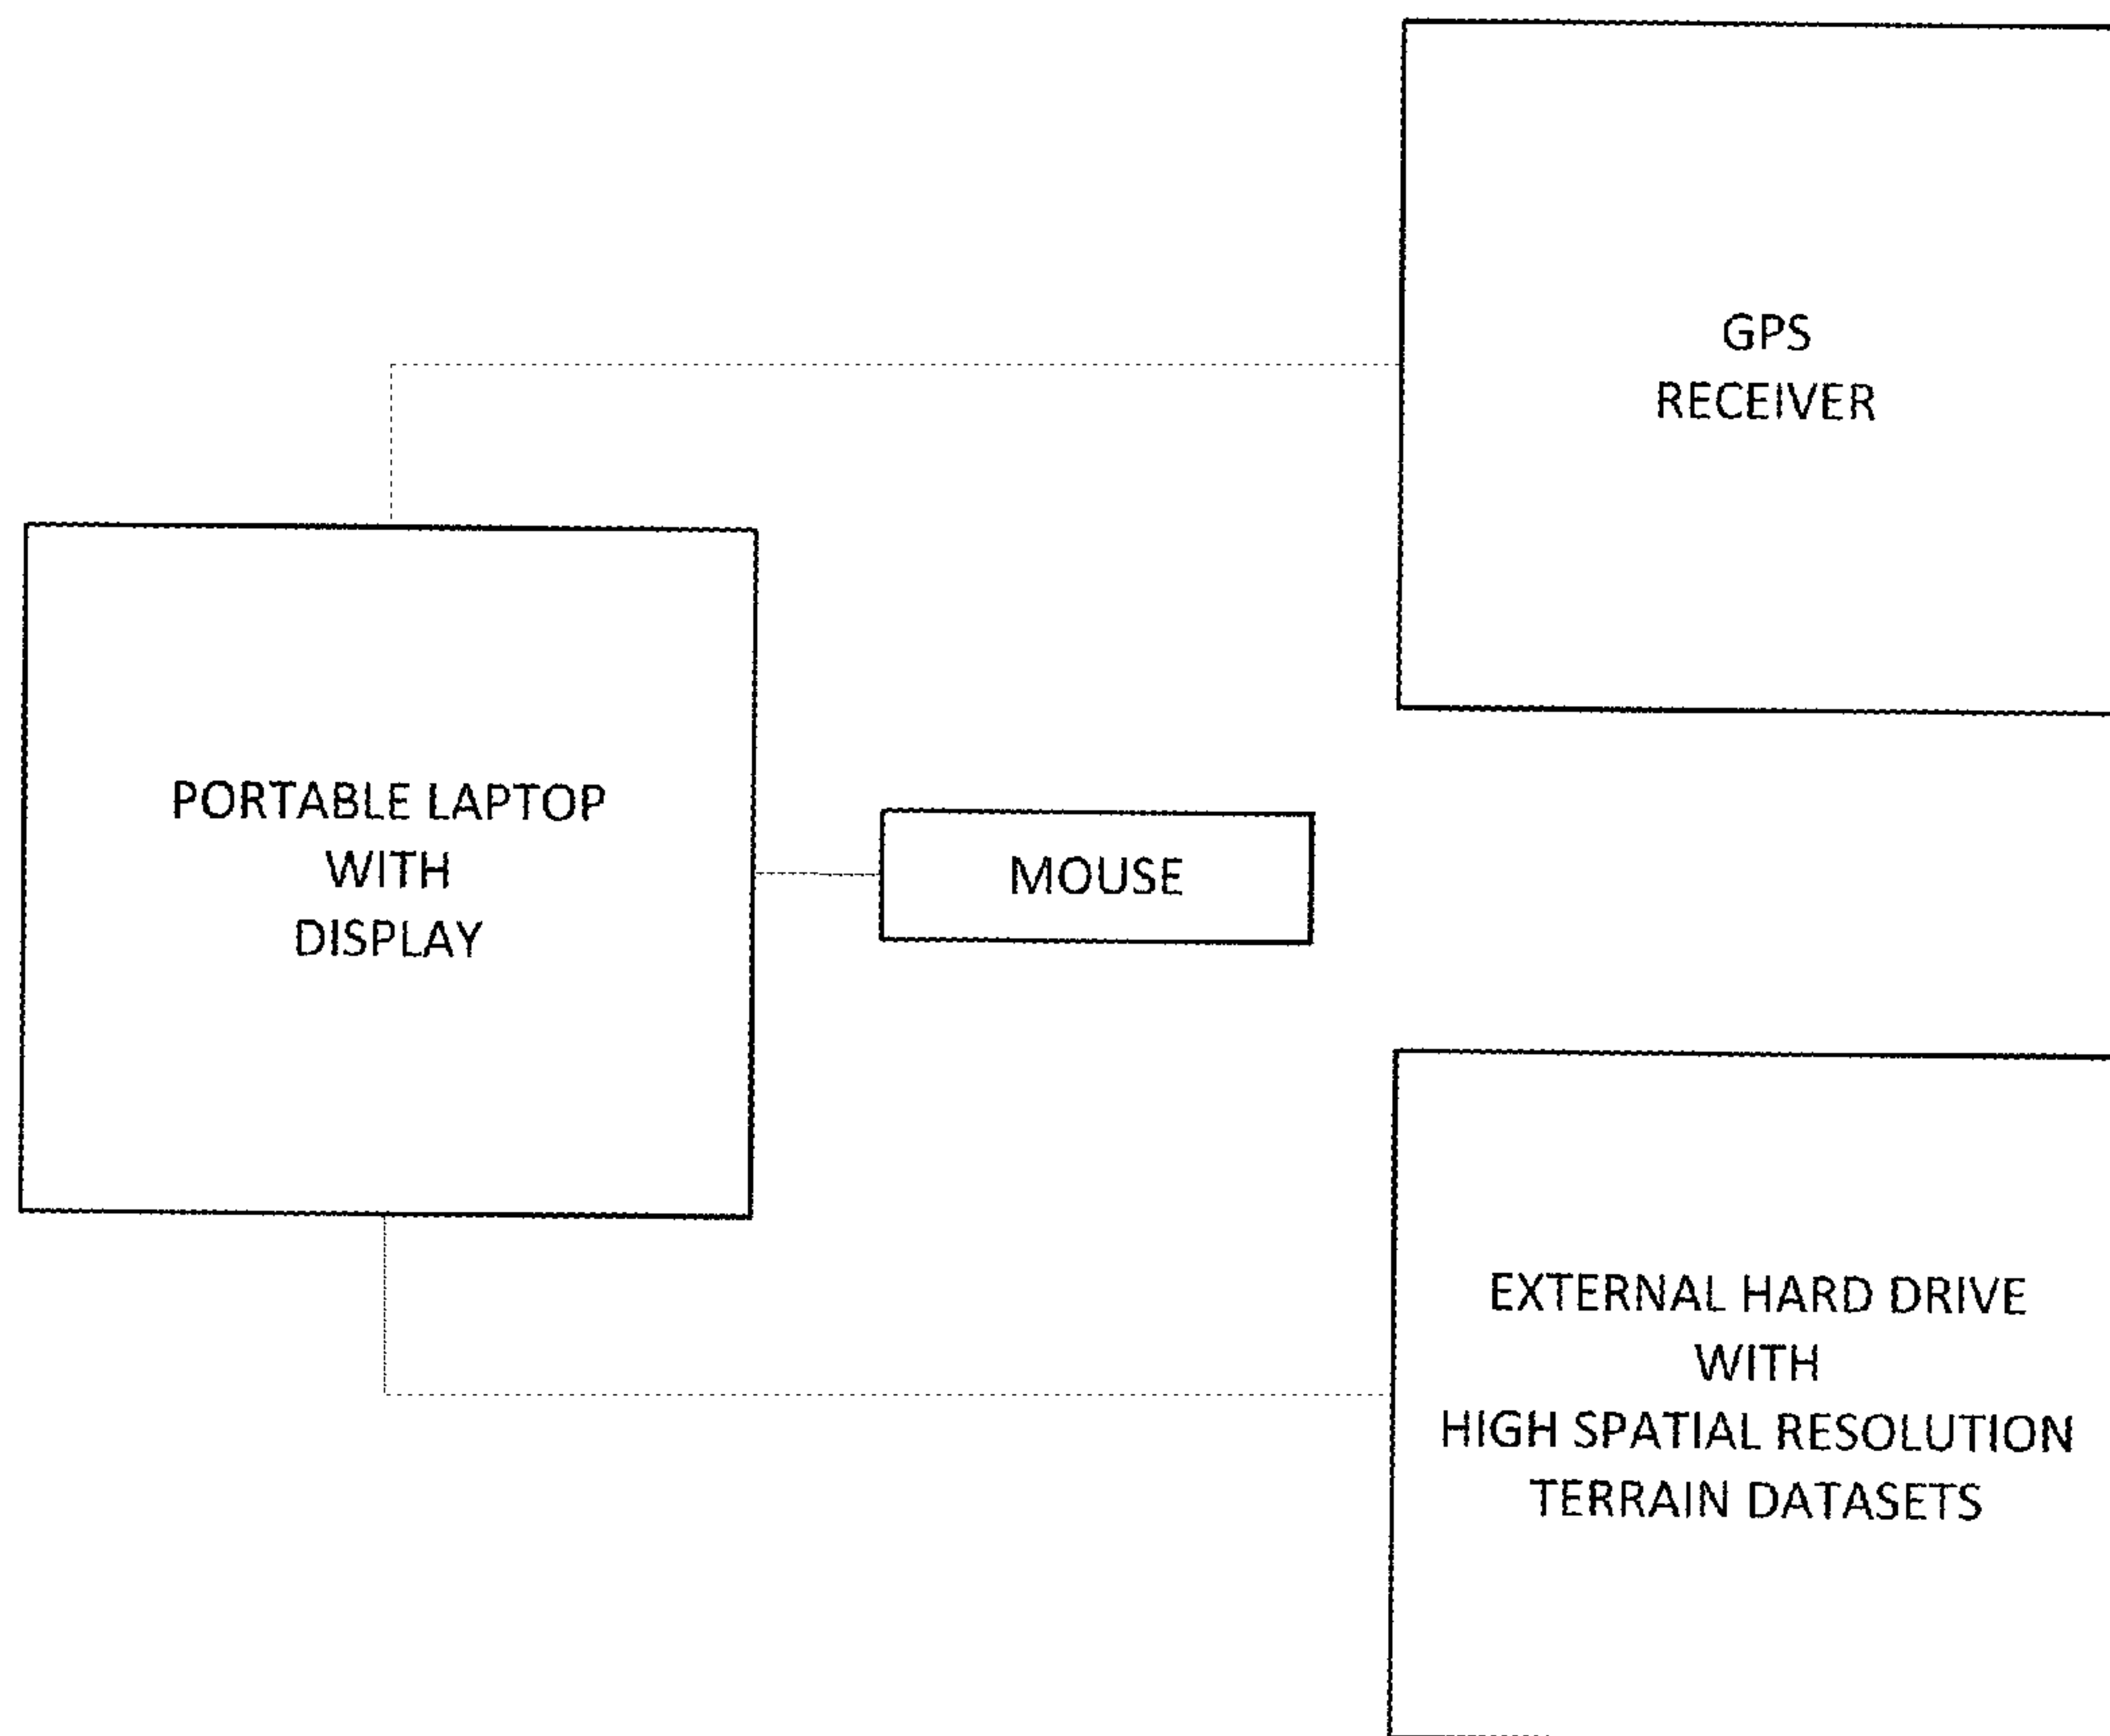 GPS
RECEIVER
PORTABLE LAPTOP
WITH
DISPLAY
MOUSE
EXTERNAL HARD DRIVE
WITH
HIGH SPATIAL RESOLUTION
TERRAIN DATASETS